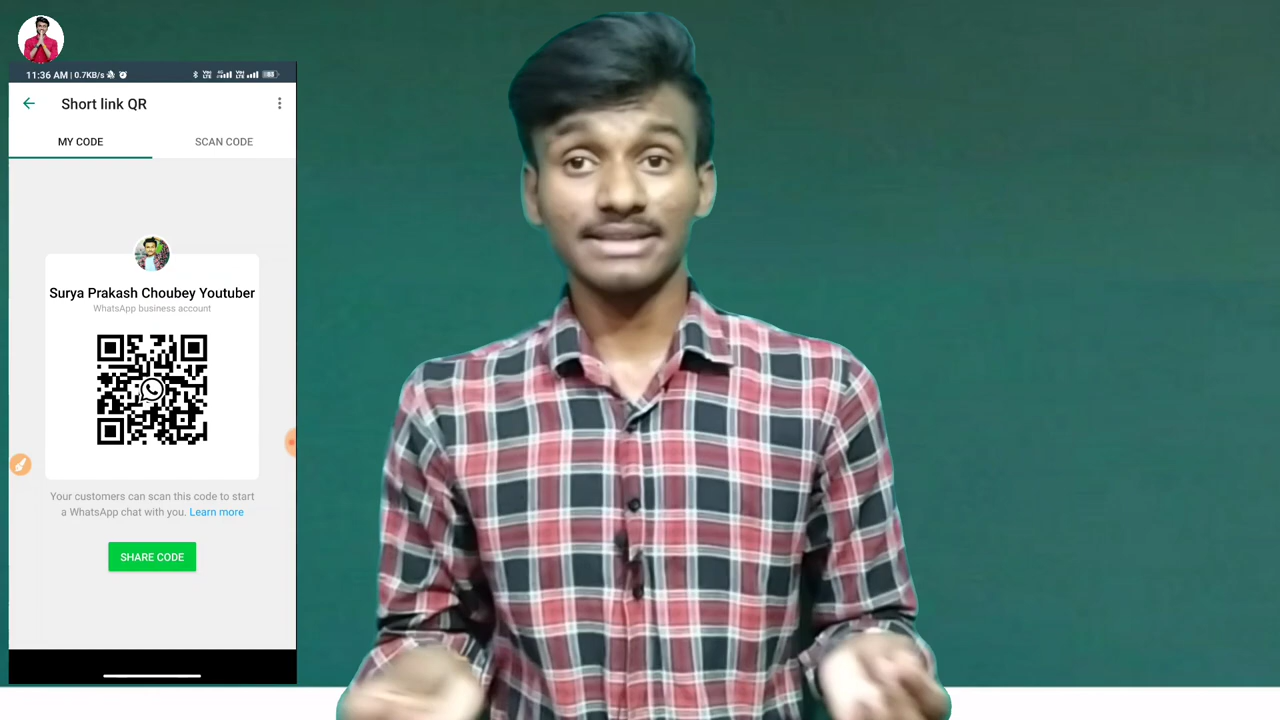 11:36 AM | 0.7KB/s
Short link QR
MY CODE
SCAN CODE
Surya Prakash Choubey Youtuber
WhatsApp business account
Your customers can scan this code to start
a WhatsApp chat with you. Learn more
SHARE CODE